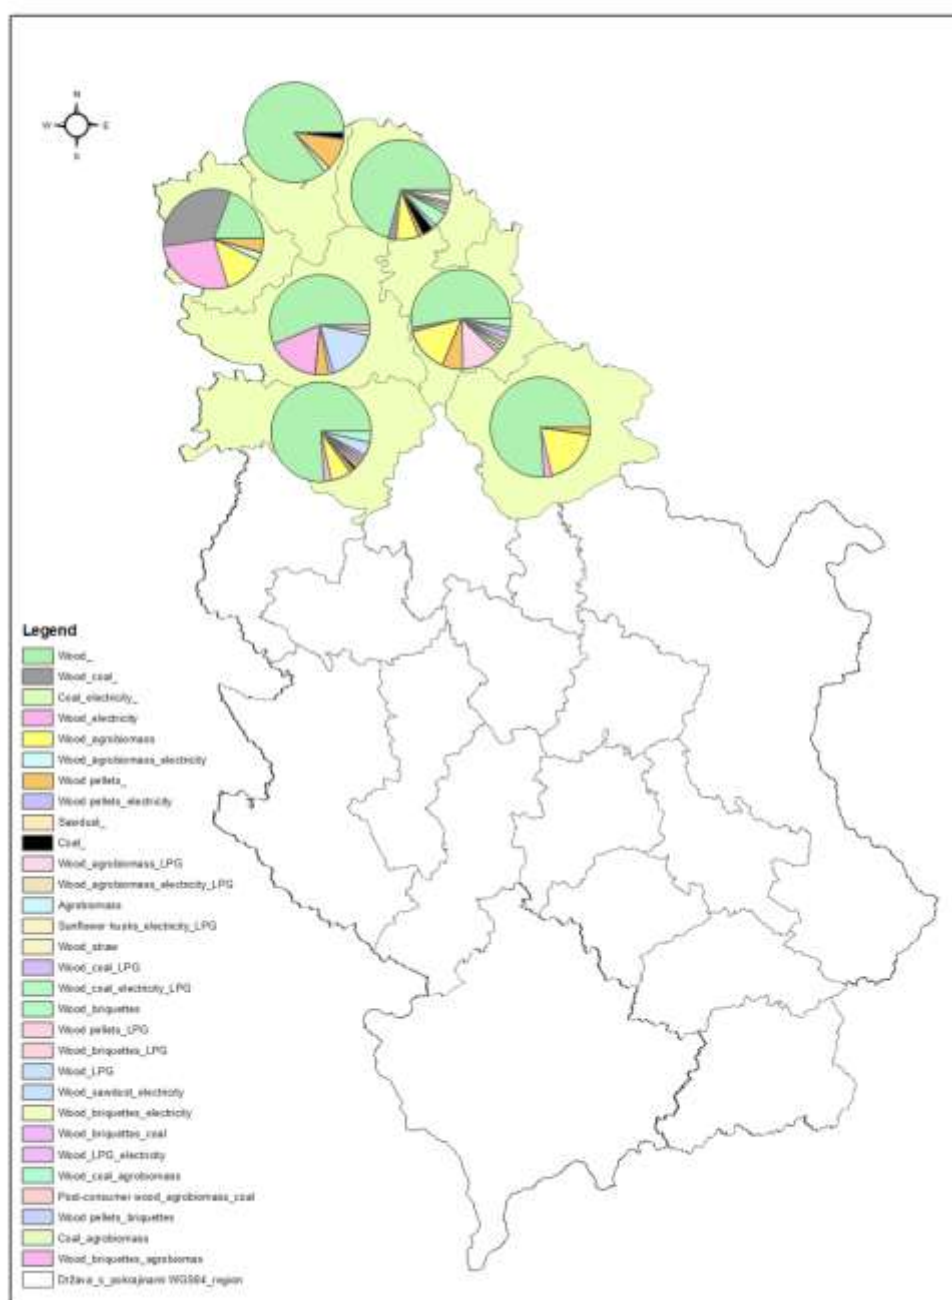 N
W E
S
Legend
Wood_
Wood_coal_
Coal_electricity_
Wood_electricity
Wood_agrobiomass
Wood_agrobiomass_electricity
Wood pellets_
Wood pellets_electricity
Sawdust_
Coal_
Wood_agrobiomass_LPG
Wood_agrobiomass_electricity_LPG
Agrobiomass
Sunflower husks_electricity_LPG
Wood_straw
Wood_coal_LPG
Wood_coal_electricity_LPG
Wood_briquettes
Wood pellets_LPG
Wood_briquettes_LPG
Wood_LPG
Wood_sawdust_electricity
Wood_briquettes_electricity
Wood_briquettes_coal
Wood_LPG_electricity
Wood_coal_agrobiomass
Post-consumer wood_agrobiomass_coal
Wood pellets_briquettes
Coal_agrobiomass
Wood_briquettes_agrobiomas
Država_s_pokrajinami WGS84_region